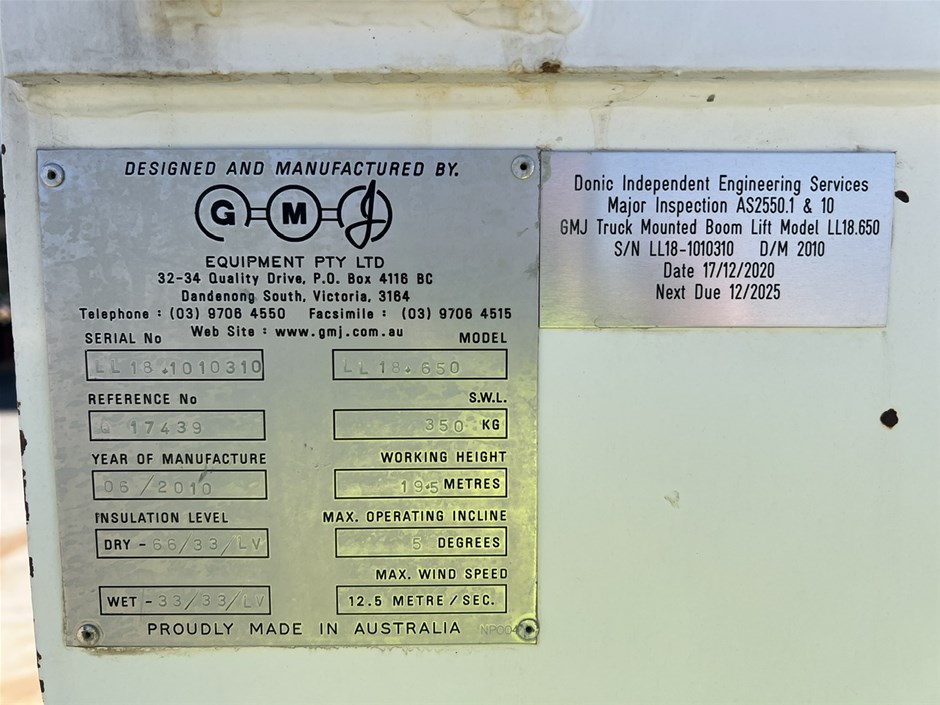 DESIGNED AND MANUFACTURED BY.
G M J
EQUIPMENT PTY LTD
32-34 Quality Drive, P.O. Box 4116 BC
Dandenong South, Victoria, 3164
Telephone : (03) 9706 4550 Facsimile : (03) 9706 4515
Web Site : www.gmj.com.au
SERIAL No MODEL
LL18.1010310 LL18.650
REFERENCE No S.W.L.
Q 17439 350 KG
YEAR OF MANUFACTURE WORKING HEIGHT
06/2010 19.5 METRES
INSULATION LEVEL MAX. OPERATING INCLINE
DRY - 66/33/LV 5 DEGREES
MAX. WIND SPEED
WET - 33/33/LV 12.5 METRE / SEC.
PROUDLY MADE IN AUSTRALIA
Donic Independent Engineering Services
Major Inspection AS2550.1 & 10
GMJ Truck Mounted Boom Lift Model LL18.650
S/N LL18-1010310 D/M 2010
Date 17/12/2020
Next Due 12/2025